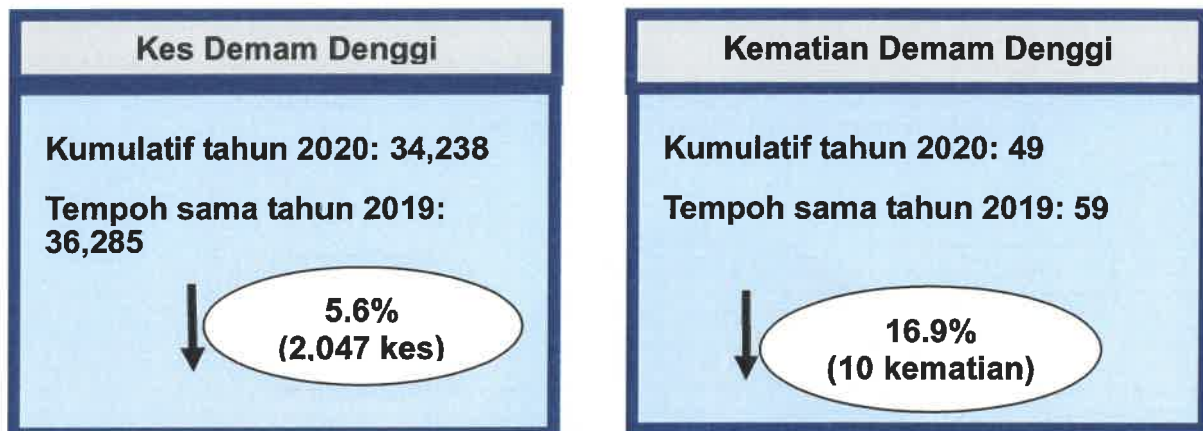 Kes Demam Denggi
Kumulatif tahun 2020: 34,238
Tempoh sama tahun 2019:
36,285
5.6%
(2,047 kes)
Kematian Demam Denggi
Kumulatif tahun 2020: 49
Tempoh sama tahun 2019: 59
16.9%
(10 kematian)